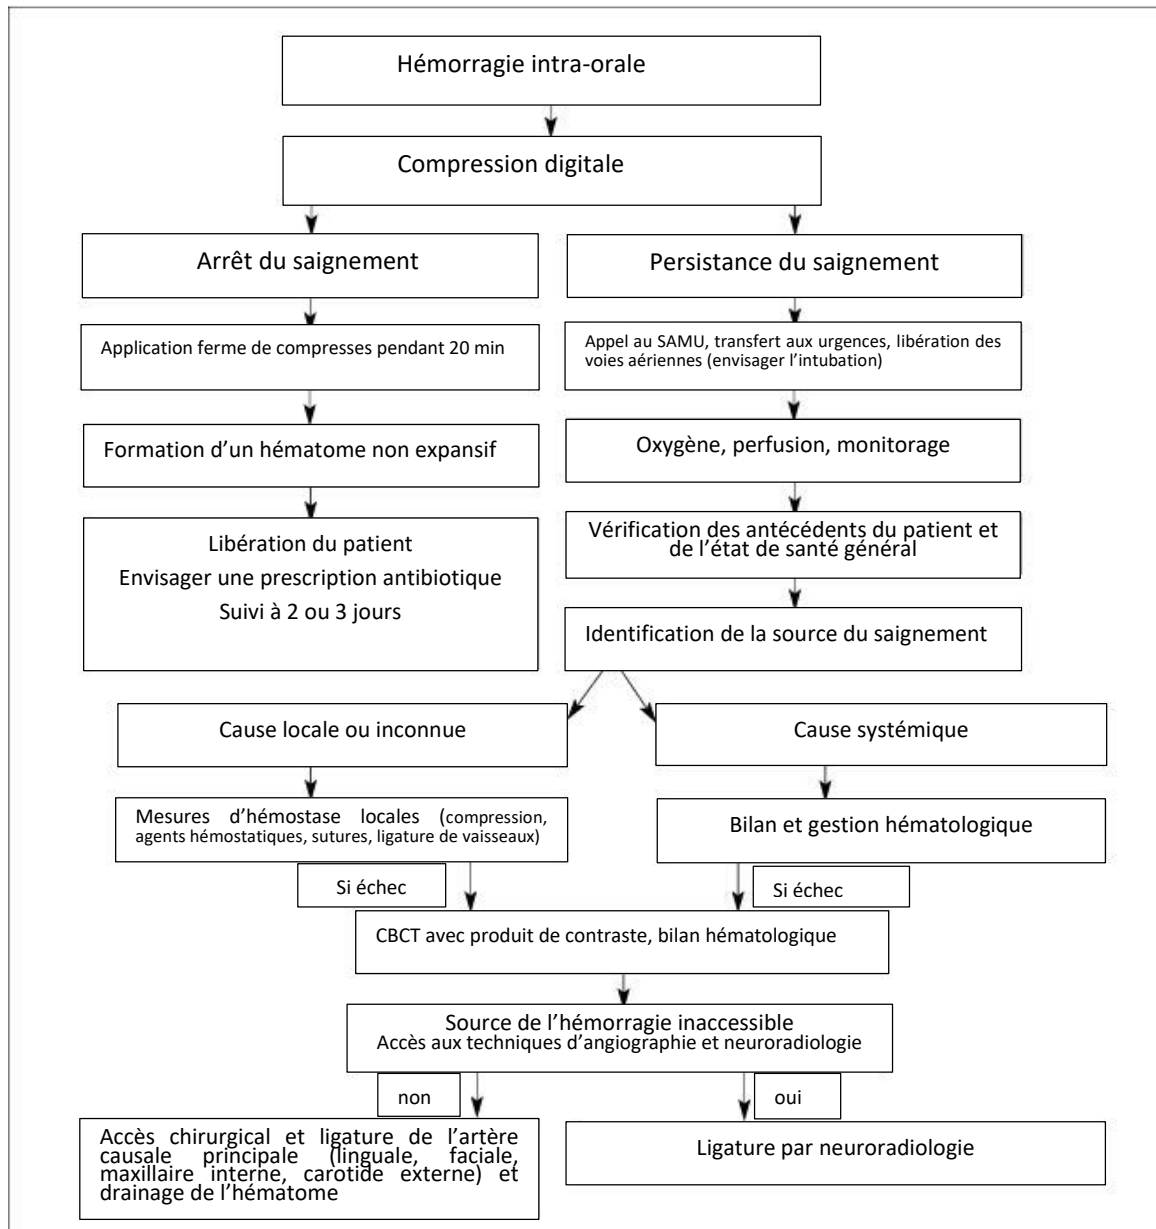 Hémorragie intra-orale
Compression digitale
Arrêt du saignement
Persistance du saignement
Application ferme de compresses pendant 20 min
Appel au SAMU, transfert aux urgences, libération des
voies aériennes (envisager l’intubation)
Formation d’un hématome non expansif
Oxygène, perfusion, monitorage
Libération du patient
Envisager une prescription antibiotique
Suivi à 2 ou 3 jours
Vérification des antécédents du patient et
de l’état de santé général
Identification de la source du saignement
Cause locale ou inconnue
Cause systémique
Mesures d’hémostase locales (compression,
agents hémostatiques, sutures, ligature de vaisseaux)
Bilan et gestion hématologique
Si échec
Si échec
CBCT avec produit de contraste, bilan hématologique
Source de l’hémorragie inaccessible
Accès aux techniques d’angiographie et neuroradiologie
non
oui
Accès chirurgical et ligature de l’artère
causale principale (linguale, faciale,
maxillaire interne, carotide externe) et
drainage de l’hématome
Ligature par neuroradiologie